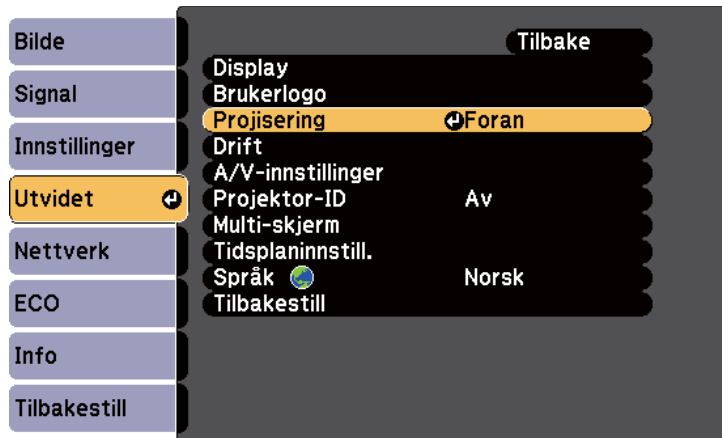 Bilde
Signal
Innstillinger
Utvidet
Nettverk
ECO
Info
Tilbakestill
Tilbake
Display
Brukerlogo
Projisering Foran
Drift
A/V-innstillinger
Projektor-ID Av
Multi-skjerm
Tidsplaninnstill.
Språk Norsk
Tilbakestill